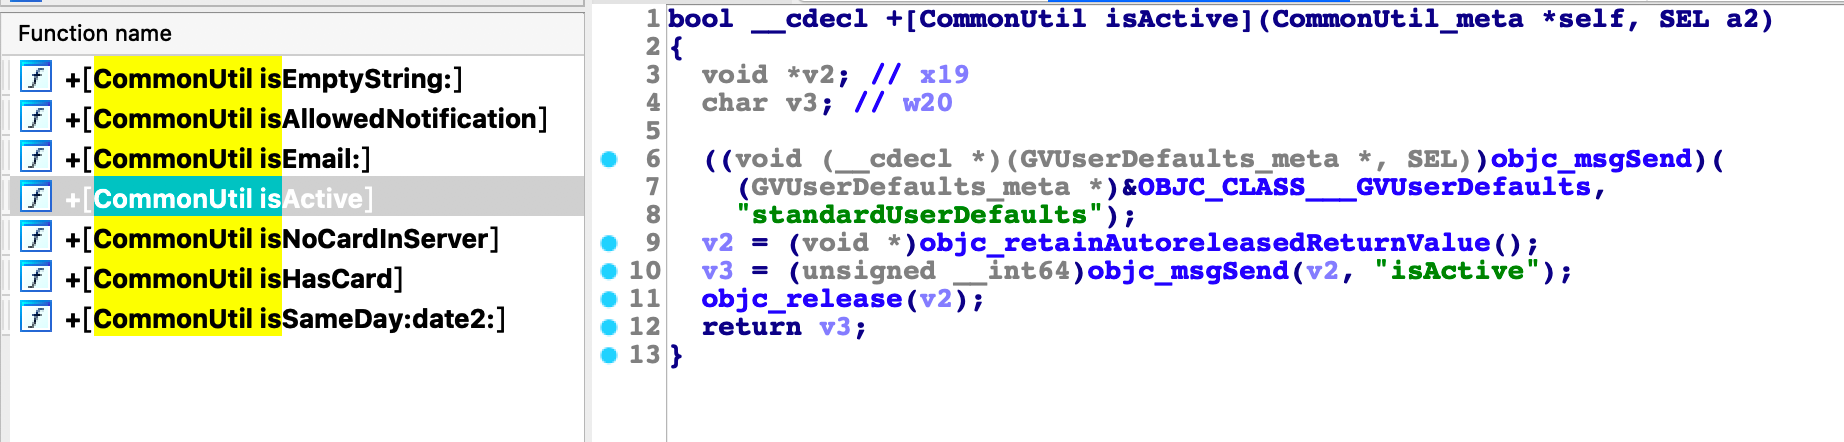 Function name
f +[CommonUtil isEmptyString:]
f +[CommonUtil isAllowedNotification]
f +[CommonUtil isEmail:]
f +[CommonUtil isActive]
f +[CommonUtil isNoCardInServer]
f +[CommonUtil isHasCard]
f +[CommonUtil isSameDay:date2:]
1 bool __cdecl +[CommonUtil isActive](CommonUtil_meta *self, SEL a2)
2 {
3   void *v2; // x19
4   char v3; // w20
5
6   ((void (__cdecl *)(GVUserDefaults_meta *, SEL))objc_msgSend)(
7     (GVUserDefaults_meta *)&OBJC_CLASS___GVUserDefaults,
8     "standardUserDefaults");
9   v2 = (void *)objc_retainAutoreleasedReturnValue();
10   v3 = (unsigned __int64)objc_msgSend(v2, "isActive");
11   objc_release(v2);
12   return v3;
13 }